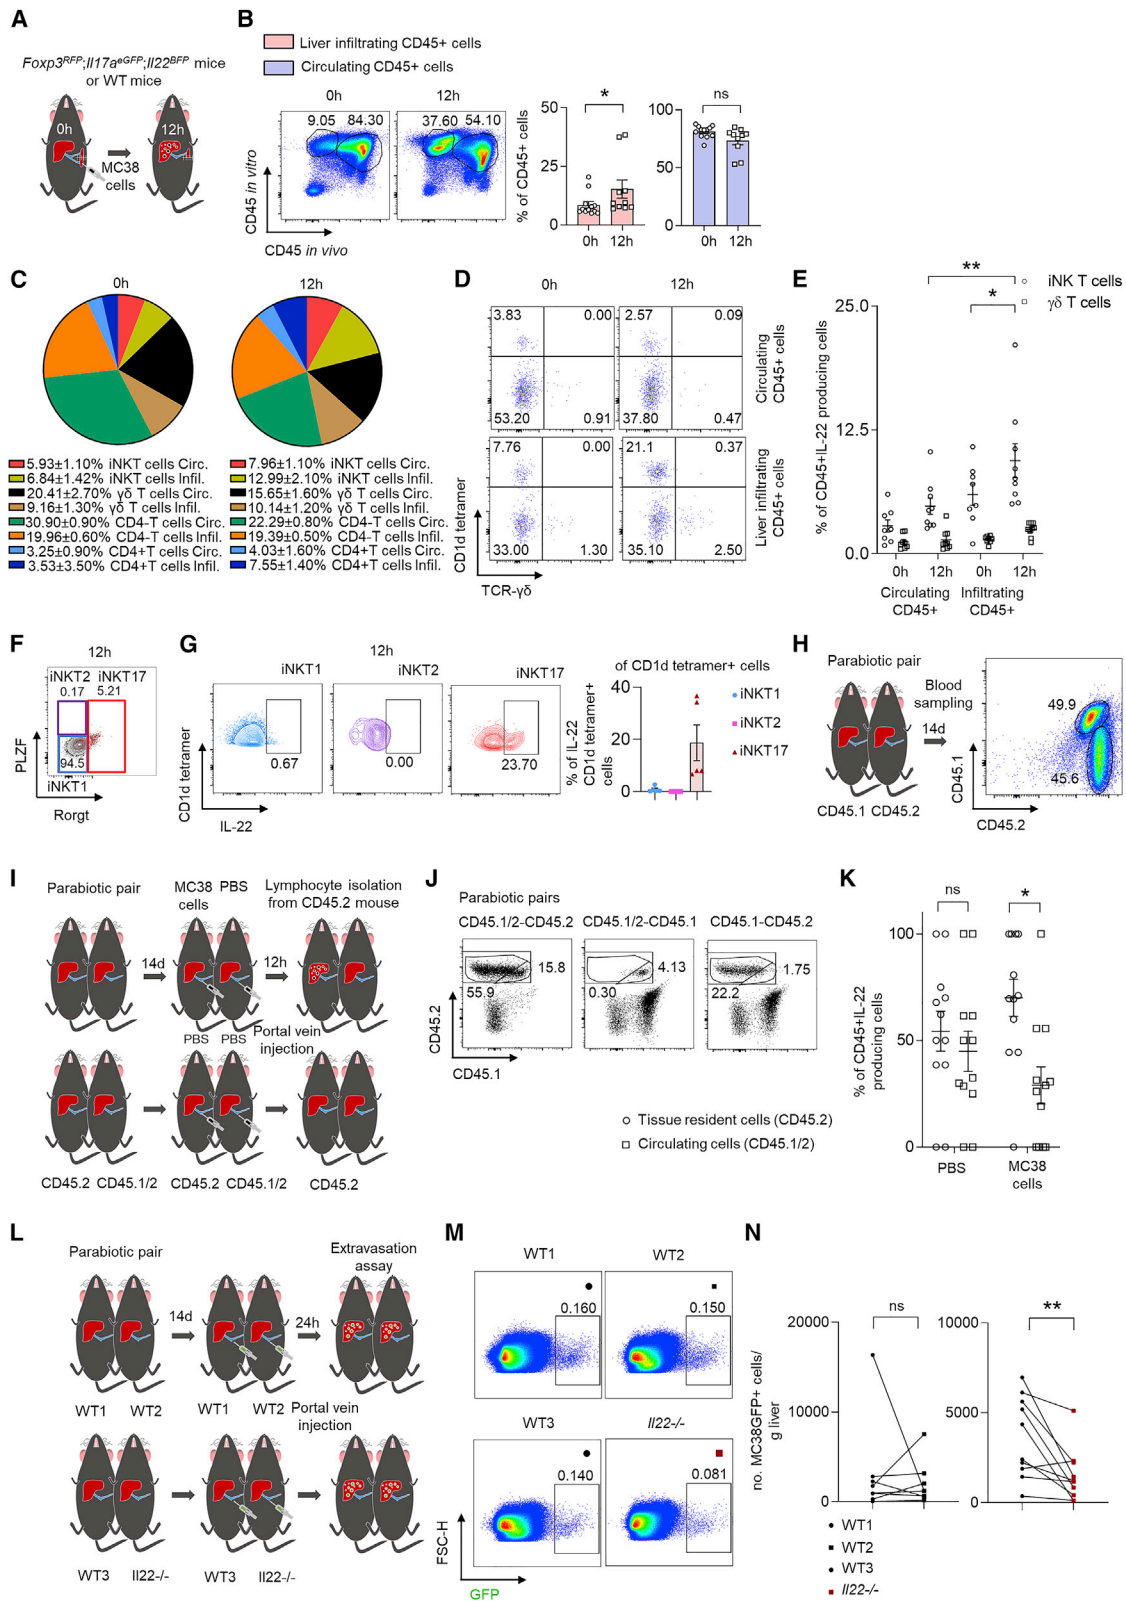 A
Foxp3RFP;Il17aeGFP;Il22BFP mice
or WT mice
0h
12h
MC38
cells
B
Liver infiltrating CD45+ cells
Circulating CD45+ cells
0h
12h
9.05
84.30
37.60
54.10
CD45 in vitro
CD45 in vivo
% of CD45+ cells
50
25
0
*
0h
12h
100
50
0
ns
0h
12h
C
0h
12h
5.93±1.10% iNKT cells Circ.
6.84±1.42% iNKT cells Infil.
20.41±2.70% γδ T cells Circ.
9.16±1.30% γδ T cells Infil.
30.90±0.90% CD4-T cells Circ.
19.96±0.60% CD4-T cells Infil.
3.25±0.90% CD4+T cells Circ.
3.53±3.50% CD4+T cells Infil.
7.96±1.10% iNKT cells Circ.
12.99±2.10% iNKT cells Infil.
15.65±1.60% γδ T cells Circ.
10.14±1.20% γδ T cells Infil.
22.29±0.80% CD4-T cells Circ.
19.39±0.50% CD4-T cells Infil.
4.03±1.60% CD4+T cells Circ.
7.55±1.40% CD4+T cells Infil.
D
0h
12h
3.83
0.00
2.57
0.09
53.20
0.91
37.80
0.47
Circulating
CD45+ cells
7.76
0.00
21.1
0.37
33.00
1.30
35.10
2.50
Liver infiltrating
CD45+ cells
CD1d tetramer
TCR-γδ
E
**
*
iNK T cells
γδ T cells
% of CD45+IL-22 producing cells
25.0
12.5
0.0
0h
12h
0h
12h
Circulating
CD45+
Infiltrating
CD45+
F
12h
iNKT2
iNKT17
0.17
5.21
94.5
iNKT1
PLZF
Rorgt
G
12h
iNKT1
iNKT2
iNKT17
0.67
0.00
23.70
CD1d tetramer
IL-22
of CD1d tetramer+ cells
% of IL-22
CD1d tetramer+
cells
40
20
0
iNKT1
iNKT2
iNKT17
H
Parabiotic pair
Blood
sampling
14d
CD45.1
CD45.2
49.9
45.6
CD45.1
CD45.2
I
Parabiotic pair
MC38
cells
PBS
Lymphocyte isolation
from CD45.2 mouse
14d
12h
PBS
PBS
Portal vein
injection
CD45.2
CD45.1/2
CD45.2
CD45.1/2
CD45.2
J
Parabiotic pairs
CD45.1/2-CD45.2
CD45.1/2-CD45.1
CD45.1-CD45.2
15.8
55.9
4.13
0.30
1.75
22.2
CD45.2
CD45.1
Tissue resident cells (CD45.2)
Circulating cells (CD45.1/2)
K
ns
*
% of CD45+IL-22
producing cells
100
50
0
PBS
MC38
cells
L
Parabiotic pair
Extravasation
assay
14d
24h
WT1
WT2
WT1
WT2
Portal vein
injection
WT3
Il22-/-
WT3
Il22-/-
M
WT1
WT2
0.160
0.150
WT3
Il22-/-
0.140
0.081
FSC-H
GFP
N
ns
**
no. MC38GFP+ cells/
g liver
20000
10000
0
10000
5000
0
WT1
WT2
WT3
Il22-/-